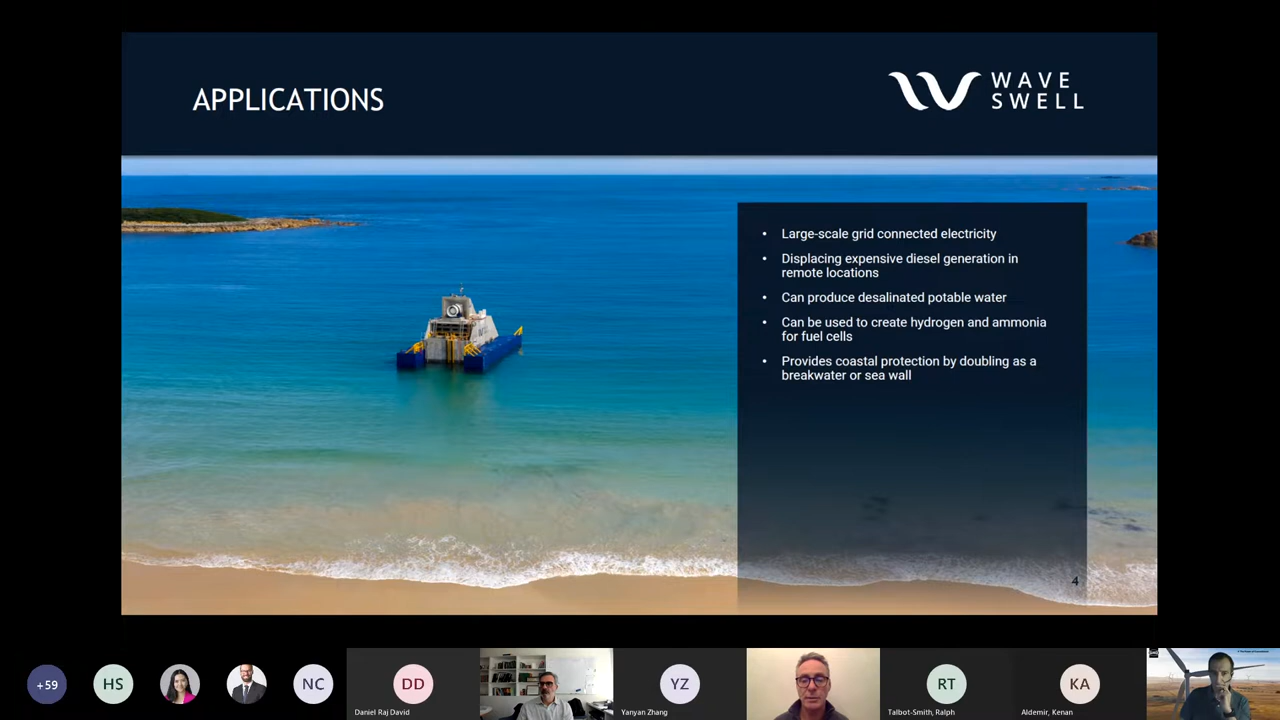 APPLICATIONS
WAVE
SWELL
• Large-scale grid connected electricity
• Displacing expensive diesel generation in
remote locations
• Can produce desalinated potable water
• Can be used to create hydrogen and ammonia
for fuel cells
• Provides coastal protection by doubling as a
breakwater or sea wall
4
+59
HS
NC
DD
Daniel Raj David
YZ
Yanyan Zhang
RT
Talbot-Smith, Ralph
KA
Aldemir, Kenan